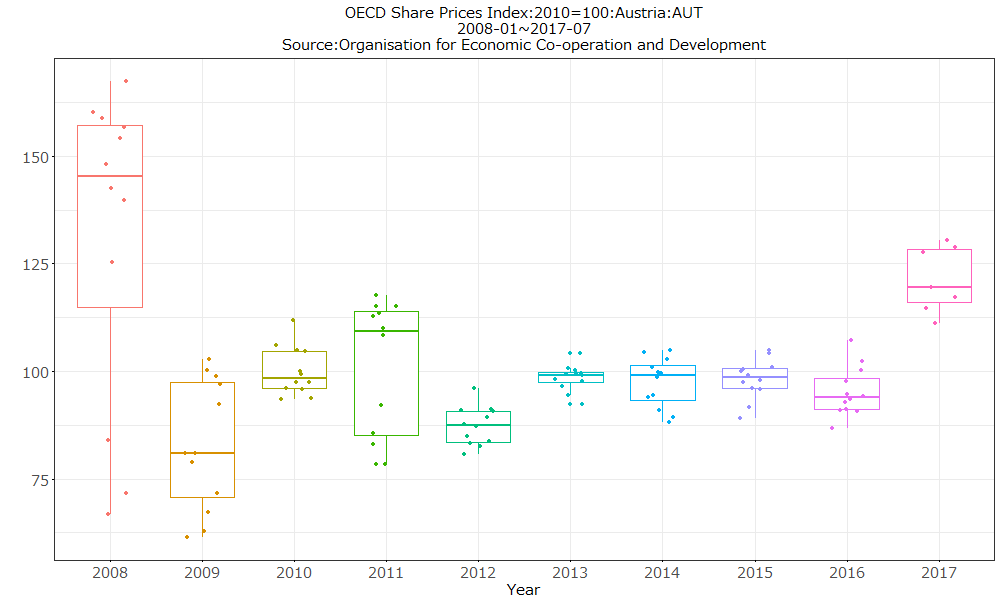 OECD Share Prices Index:2010=100:Austria:AUT
2008-01~2017-07
Source:Organisation for Economic Co-operation and Development
150
125
100
75
2008 2009 2010 2011 2012 2013 2014 2015 2016 2017
Year